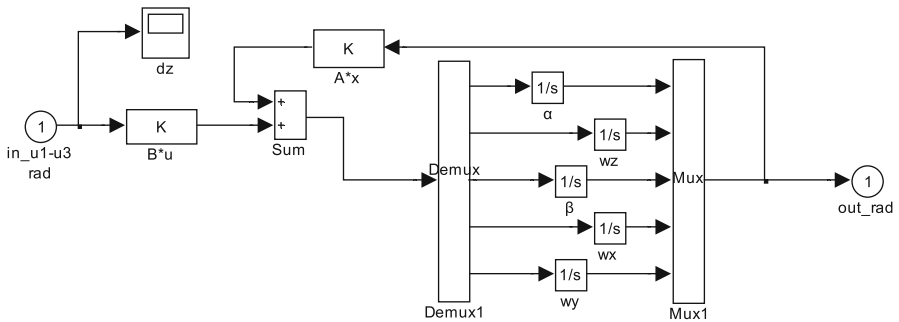 dz
K
A*x
1
in_u1-u3
rad
K
B*u
+
+
Sum
Demux
Demux1
1/s
α
1/s
wz
1/s
β
1/s
wx
1/s
wy
Mux
Mux1
1
out_rad